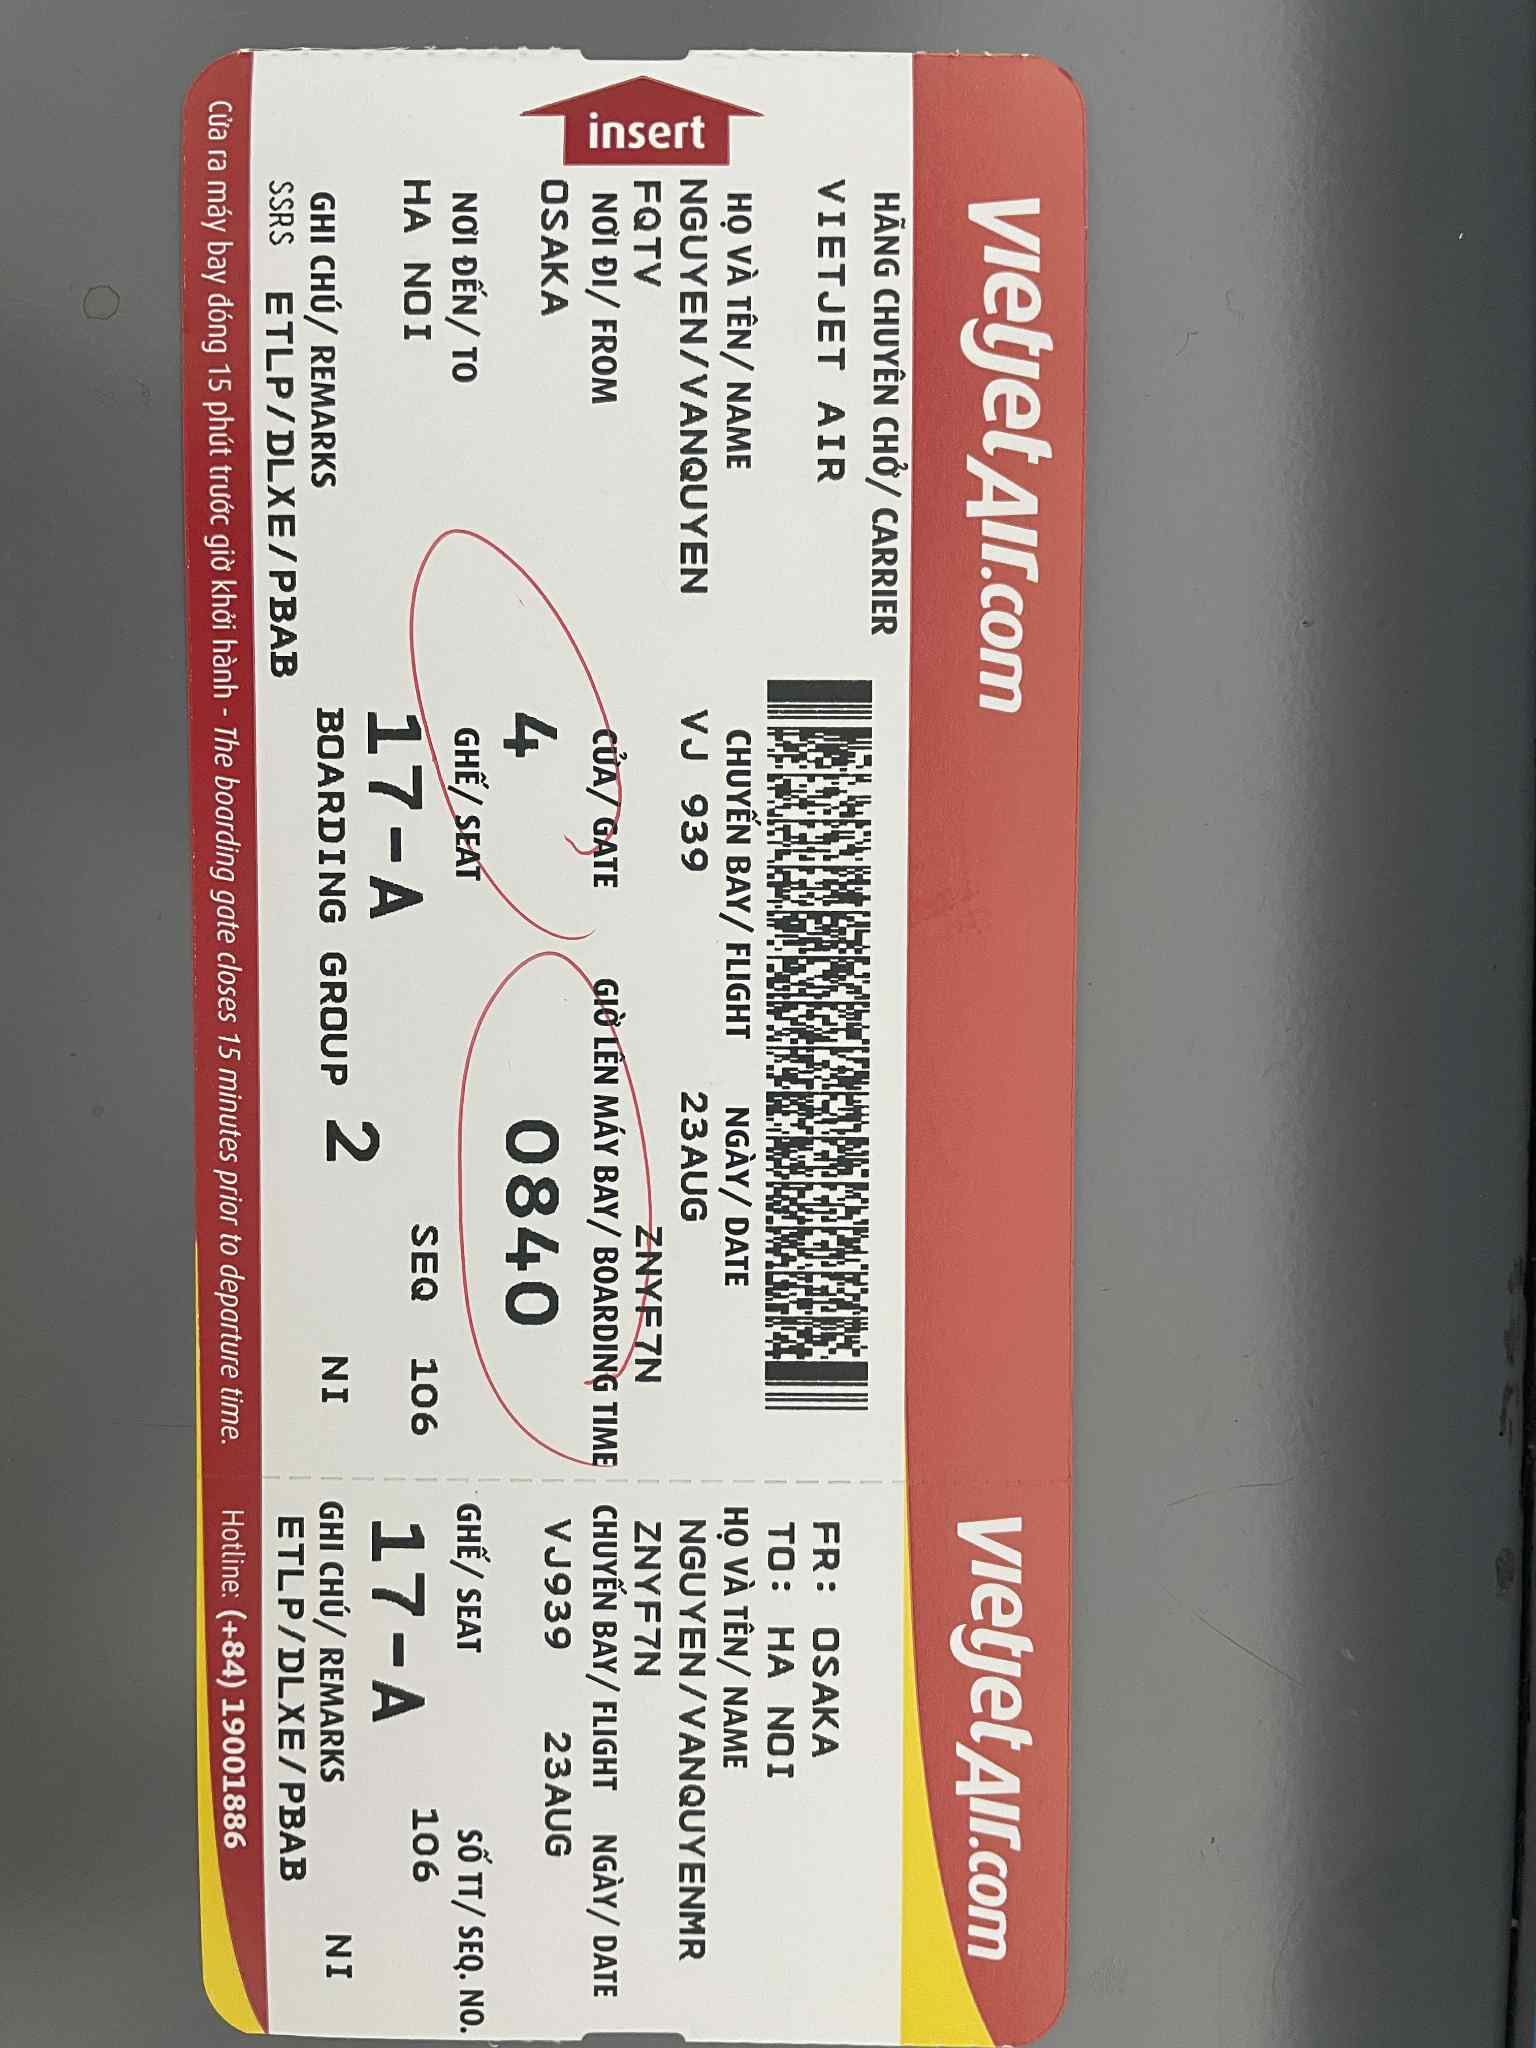 VietjetAir.com
HÃNG CHUYÊN CHỞ/ CARRIER
VIETJET AIR
insert
HỌ VÀ TÊN/ NAME
CHUYẾN BAY/ FLIGHT
NGÀY/ DATE
NGUYEN/VANQUYEN
VJ 939
23AUG
FQTV
ZNYF7N
NƠI ĐI/ FROM
CỬA/ GATE
GIỜ LÊN MÁY BAY/ BOARDING TIME
OSAKA
4
0840
NƠI ĐẾN/ TO
GHẾ/ SEAT
HA NOI
17-A
SEQ 106
GHI CHÚ/ REMARKS
BOARDING GROUP 2
NI
SSRS ETLP/DLXE/PBAB
Cửa ra máy bay đóng 15 phút trước giờ khởi hành - The boarding gate closes 15 minutes prior to departure time.
VietjetAir.com
FR: OSAKA
TO: HA NOI
HỌ VÀ TÊN/ NAME
NGUYEN/VANQUYENMR
ZNYF7N
CHUYẾN BAY/ FLIGHT
NGÀY/ DATE
VJ939
23AUG
GHẾ/ SEAT
SỐ TT/ SEQ. NO.
17-A
106
GHI CHÚ/ REMARKS
NI
ETLP/DLXE/PBAB
Hotline: (+84) 19001886